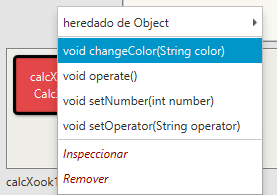 heredado de Object
void changeColor(String color)
void operate()
void setNumber(int number)
void setOperator(String operator)
Inspeccionar
Remover